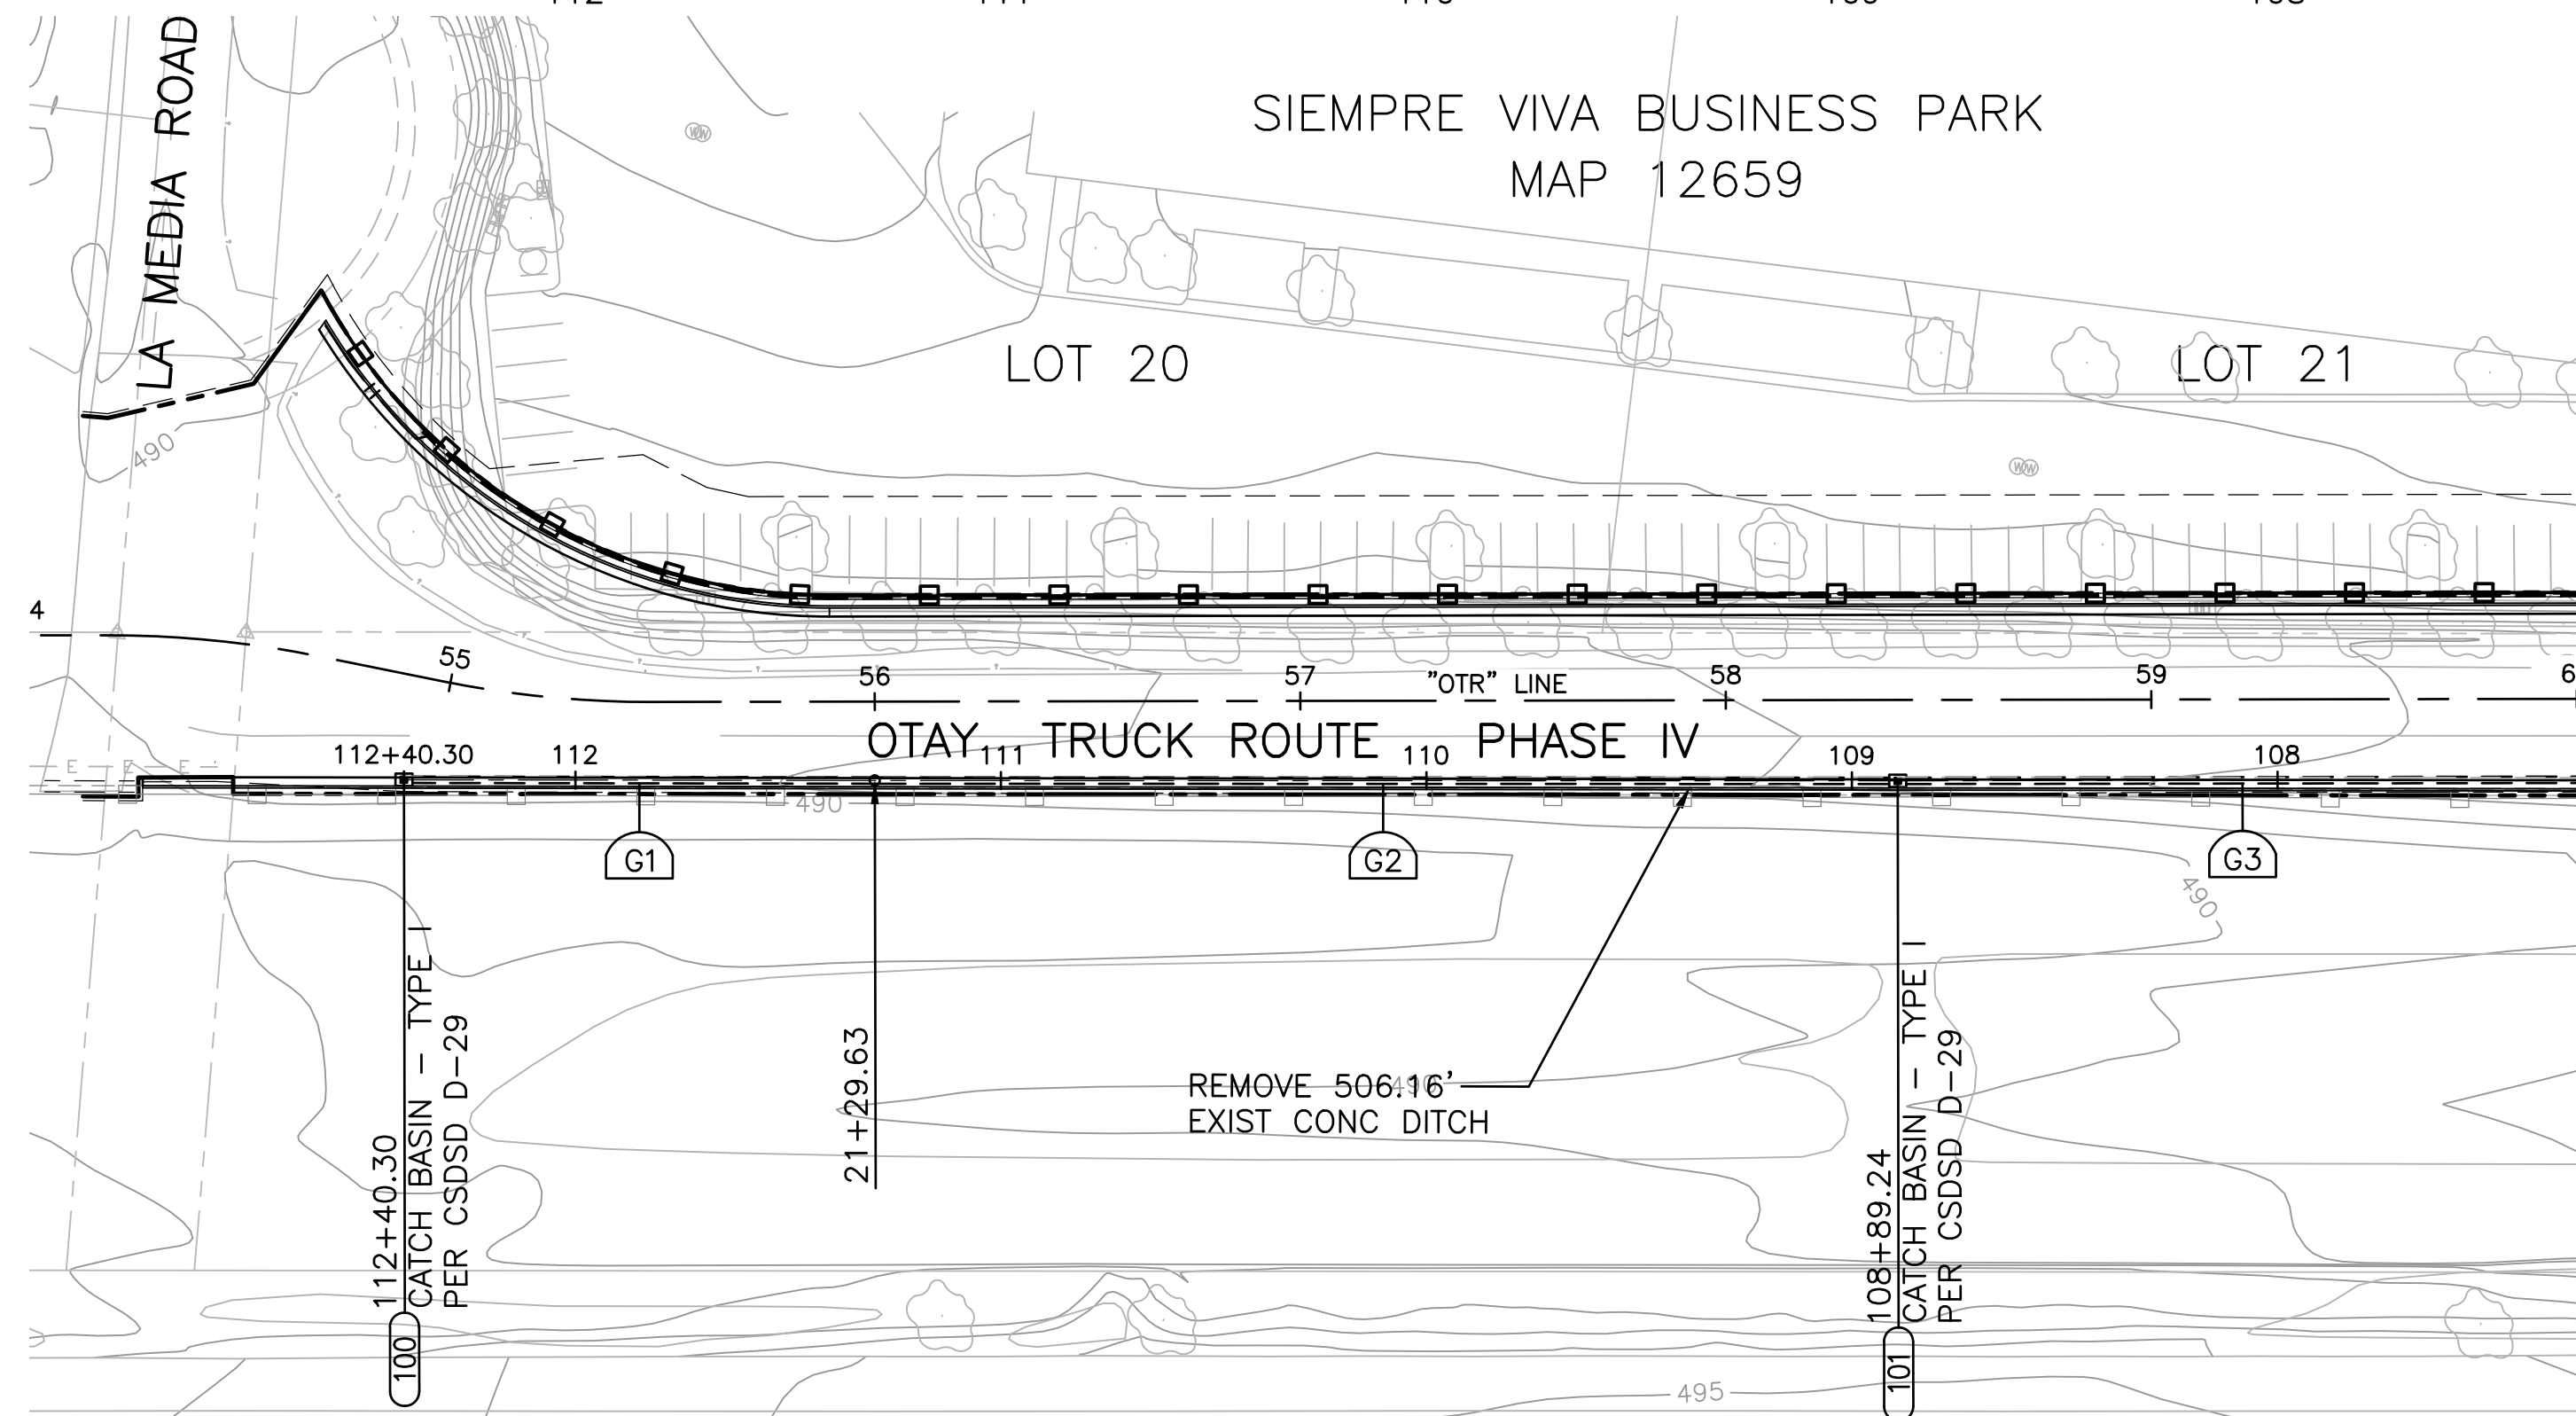 LA MEDIA ROAD
SIEMPRE VIVA BUSINESS PARK
MAP 12659
LOT 20
LOT 21
490
4
55
56
57
"OTR" LINE
58
59
6
OTAY TRUCK ROUTE PHASE IV
112+40.30
112
111
110
109
108
E E E
490
G1
G2
G3
490
112+40.30
CATCH BASIN - TYPE I
PER CSDSD D-29
100
21+29.63
REMOVE 506.16'
EXIST CONC DITCH
490
108+89.24
CATCH BASIN - TYPE I
PER CSDSD D-29
101
495